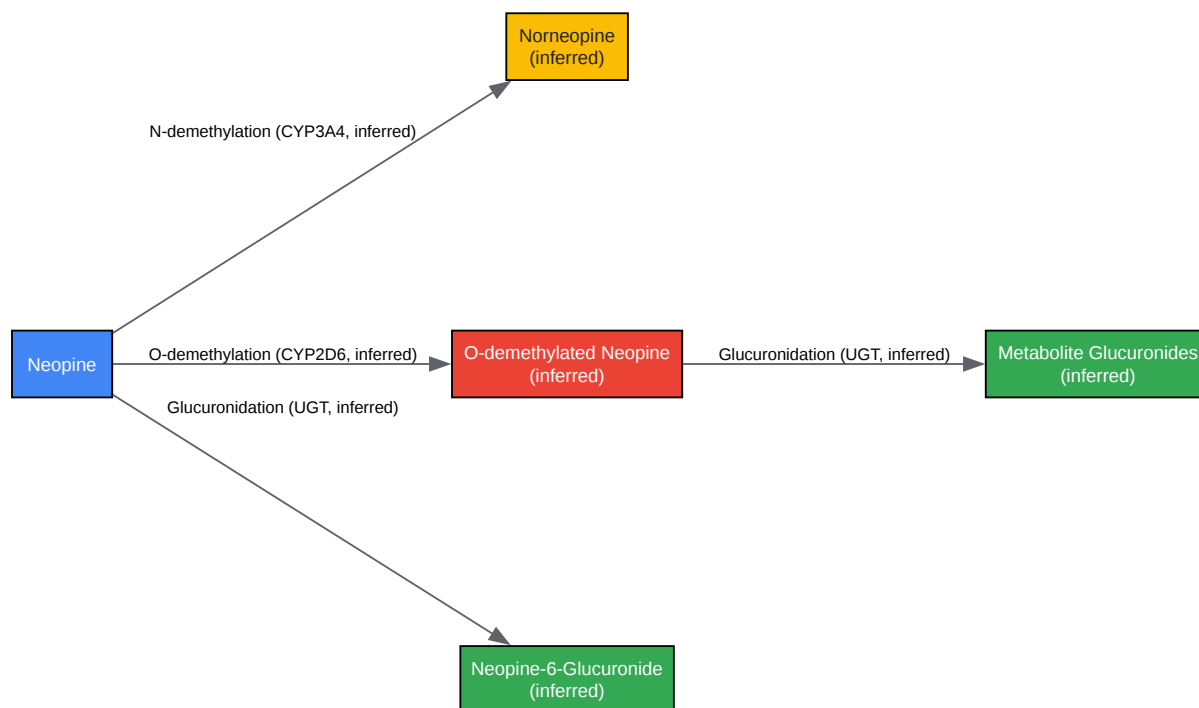 Norneopine
(inferred)
N-demethylation (CYP3A4, inferred)
Neopine
O-demethylation (CYP2D6, inferred)
O-demethylated Neopine
(inferred)
Glucuronidation (UGT, inferred)
Metabolite Glucuronides
(inferred)
Glucuronidation (UGT, inferred)
Neopine-6-Glucuronide
(inferred)